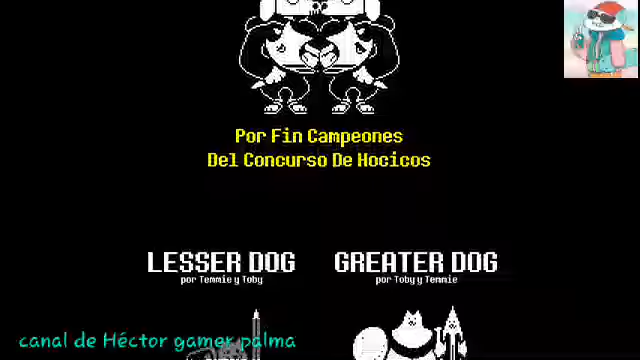 Por Fin Campeones
Del Concurso De Hocicos
LESSER DOG
por Temmie y Toby
GREATER DOG
por Toby y Temmie
canal de Héctor gamer palma